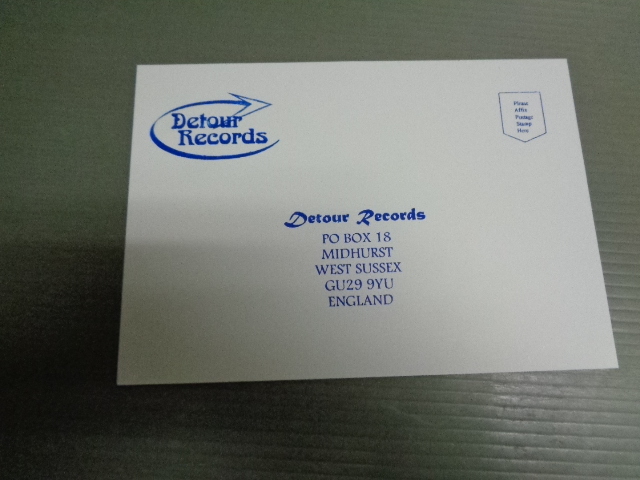 Detour
Records
Please
Affix
Postage
Stamp
Here
Detour Records
PO BOX 18
MIDHURST
WEST SUSSEX
GU29 9YU
ENGLAND